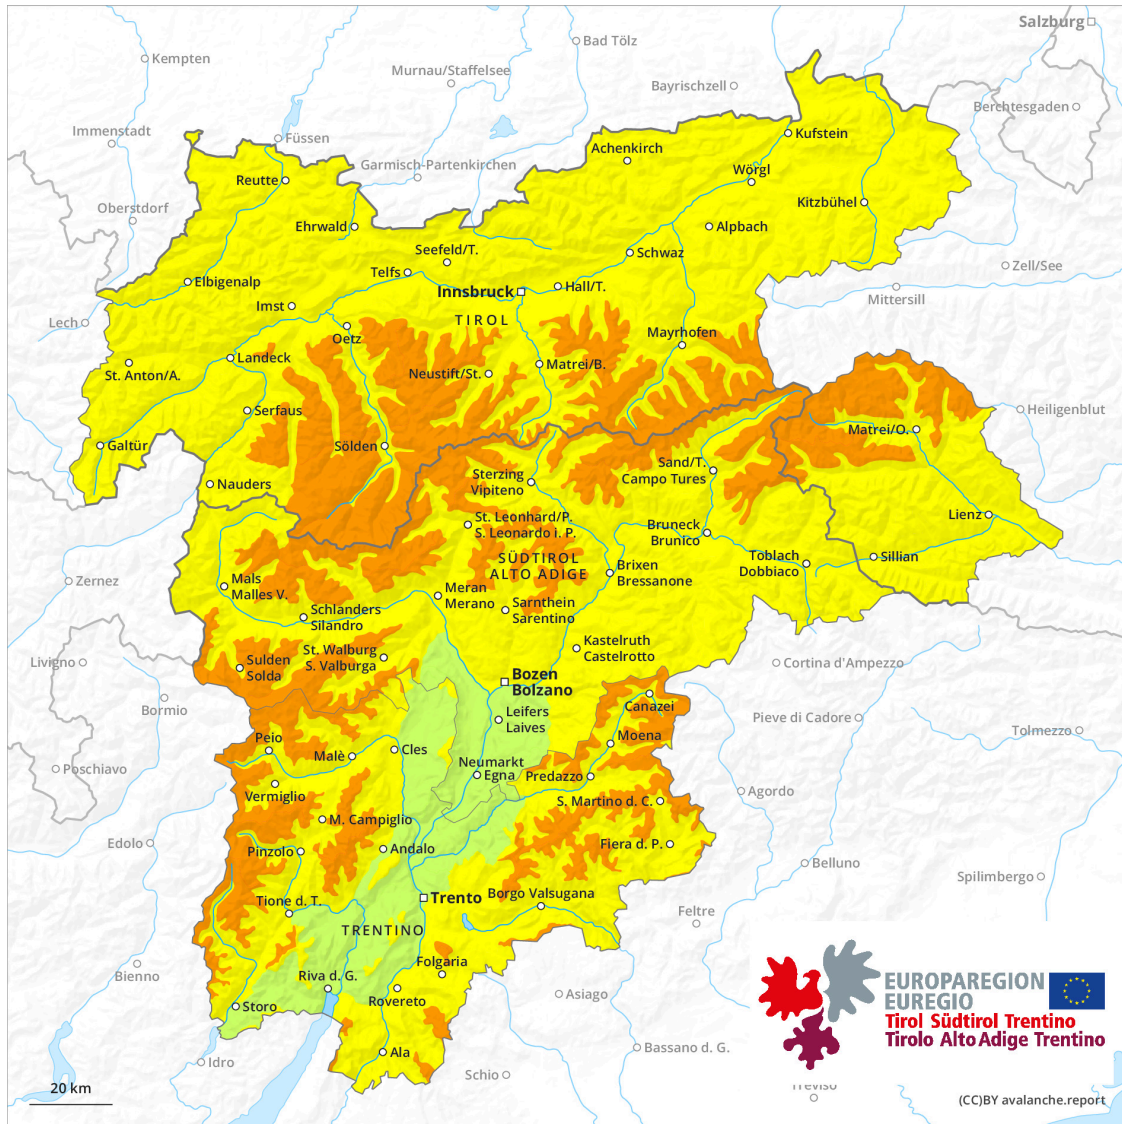 Salzburg
Bad Tölz
Kempten
Murnau/Staffelsee
Bayrischzell
Berchtesgaden
Immenstadt
Füssen
Kufstein
Achenkirch
Garmisch-Partenkirchen
Wörgl
Reutte
Oberstdorf
Kitzbühel
Ehrwald
Alpbach
Seefeld/T.
Schwaz
Zell/See
Telfs
Elbigenalp
Hall/T.
Innsbruck
Mittersill
Imst
TIROL
Lech
Mayrhofen
Oetz
Landeck
Matrei/B.
St. Anton/A.
Neustift/St.
Serfaus
Heiligenblut
Matrei/O.
Galtür
Sölden
Sand/T.
Campo Tures
Sterzing
Vipiteno
Nauders
Lienz
St. Leonhard/P.
S. Leonardo i. P.
Bruneck
Brunico
SÜDTIROL
ALTO ADIGE
Toblach
Dobbiaco
Sillian
Brixen
Bressanone
Zernez
Mals
Malles V.
Meran
Merano
Sarnthein
Sarentino
Schlanders
Silandro
Kastelruth
Castelrotto
St. Walburg
S. Valburga
Livigno
Sulden
Solda
Cortina d'Ampezzo
Bozen
Bolzano
Bormio
Canazei
Leifers
Laives
Pieve di Cadore
Tolmezzo
Moena
Peio
Malè
Cles
Neumarkt
Egna
Poschiavo
Predazzo
Vermiglio
S. Martino d. C.
Agordo
M. Campiglio
Edolo
Pinzolo
Andalo
Fiera d. P.
Belluno
Spilimbergo
Borgo Valsugana
Trento
Tione d. T.
Feltre
TRENTINO
Folgaria
Bienno
Riva d. G.
Rovereto
Asiago
Storo
EUROPAREGION
EUREGIO
Tirol Südtirol Trentino
Tirolo Alto Adige Trentino
Bassano d. G.
Ala
Idro
Schio
20 km
Treviso
(CC)BY avalanche.report